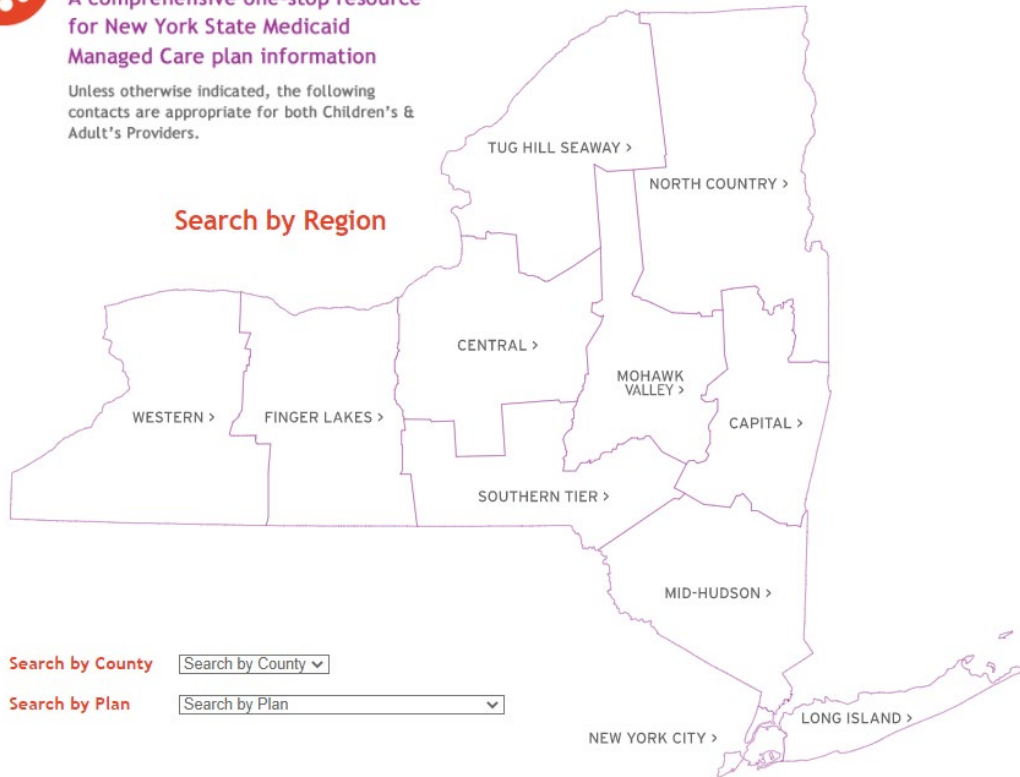 A comprehensive one-stop resource
for New York State Medicaid
Managed Care plan information
Unless otherwise indicated, the following
contacts are appropriate for both Children's &
Adult's Providers.
TUG HILL SEAWAY >
NORTH COUNTRY >
Search by Region
CENTRAL >
MOHAWK
VALLEY >
WESTERN >
FINGER LAKES >
CAPITAL >
SOUTHERN TIER >
MID-HUDSON >
Search by County
Search by County
Search by Plan
Search by Plan
LONG ISLAND >
NEW YORK CITY >